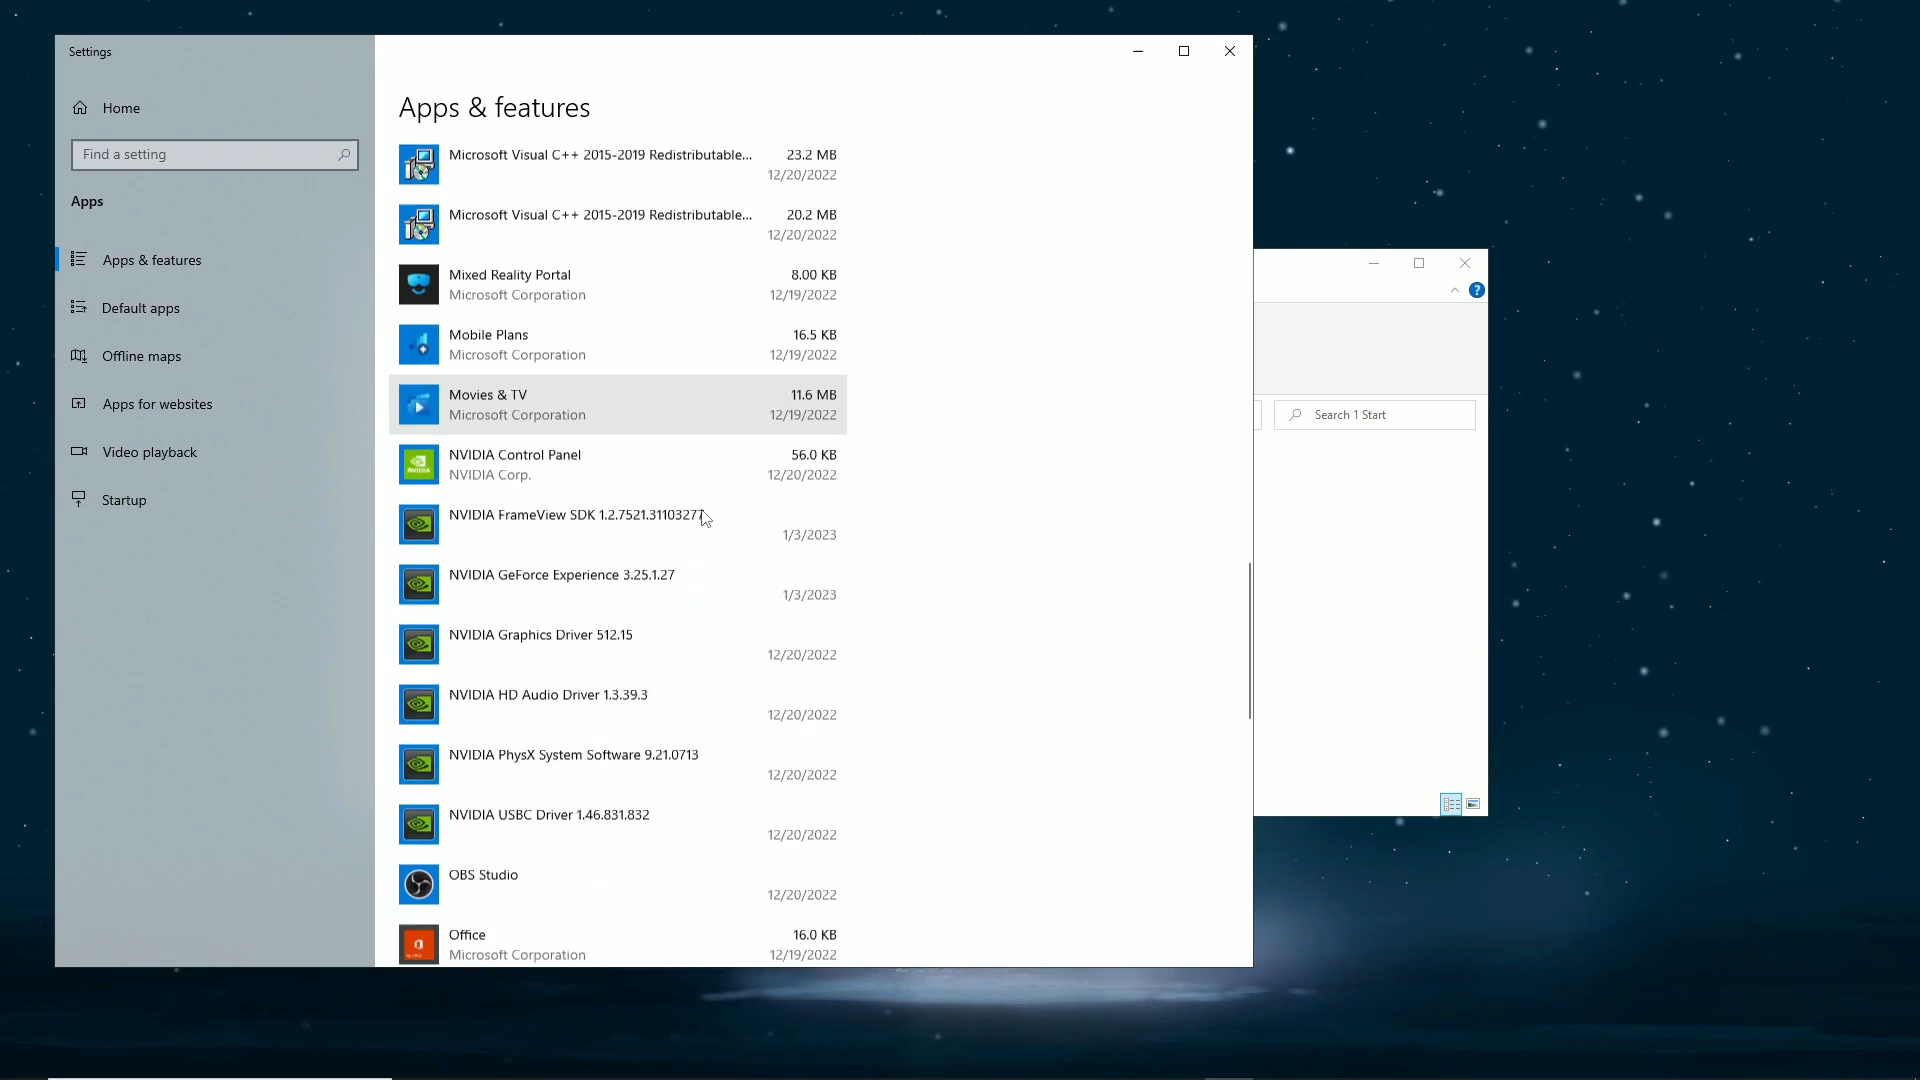 Settings
Home
Find a setting
Apps
Apps & features
Default apps
Offline maps
Apps for websites
Video playback
Startup
Apps & features
Microsoft Visual C++ 2015-2019 Redistributable... 23.2 MB
12/20/2022
Microsoft Visual C++ 2015-2019 Redistributable... 20.2 MB
12/20/2022
Mixed Reality Portal 8.00 KB
Microsoft Corporation 12/19/2022
Mobile Plans 16.5 KB
Microsoft Corporation 12/19/2022
Movies & TV 11.6 MB
Microsoft Corporation 12/19/2022
NVIDIA Control Panel 56.0 KB
NVIDIA Corp. 12/20/2022
NVIDIA FrameView SDK 1.2.7521.31103277
1/3/2023
NVIDIA GeForce Experience 3.25.1.27
1/3/2023
NVIDIA Graphics Driver 512.15
12/20/2022
NVIDIA HD Audio Driver 1.3.39.3
12/20/2022
NVIDIA PhysX System Software 9.21.0713
12/20/2022
NVIDIA USBC Driver 1.46.831.832
12/20/2022
OBS Studio
12/20/2022
Office 16.0 KB
Microsoft Corporation 12/19/2022
Search 1 Start